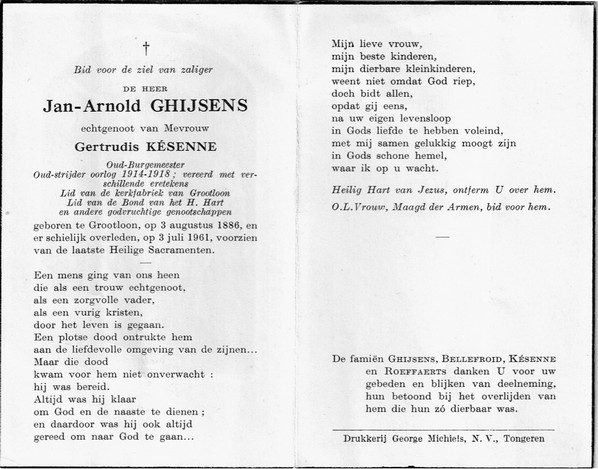 †
Bid voor de ziel van zaliger
DE HEER
Jan-Arnold GHIJSENS
echtgenoot van Mevrouw
Gertrudis KÉSENNE
Oud-Burgemeester
Oud-strijder oorlog 1914-1918 ; vereerd met ver-
schillende eretekens
Lid van de kerkfabriek van Grootloon
Lid van de Bond van het H. Hart
en andere godsruchtige genootschappen
geboren te Grootloon, op 3 augustus 1886, en
er schielijk overleden, op 3 juli 1961, voorzien
van de laatste Heilige Sacramenten.
Een mens ging van ons heen
die als een trouw echtgenoot,
als een zorgvolle vader,
als een vurig kristen,
door het leven is gegaan.
Een plotse dood ontrukte hem
aan de liefdevolle omgeving van de zijnen...
Maar die dood
kwam voor hem niet onverwacht :
hij was bereid.
Altijd was hij klaar
om God en de naaste te dienen ;
en daardoor was hij ook altijd
gereed om naar God te gaan...
Mijn lieve vrouw,
mijn beste kinderen,
mijn dierbare kleinkinderen,
weent niet omdat God riep,
doch bidt allen,
opdat gij eens,
na uw eigen levensloop
in Gods liefde te hebben voleind,
met mij samen gelukkig moogt zijn
in Gods schone hemel,
waar ik op u wacht.
Heilig Hart van Jezus, ontferm U over hem.
O.L.Vrouw, Maagd der Armen, bid voor hem.
De famiën GHIJSENS, BELLEFROID, KÉSENNE
en ROEFFAERTS danken U voor uw
gebeden en blijken van deelneming,
hun betoond bij het overlijden van
hem die hun zó dierbaar was.
Drukkerij George Michiels, N. V., Tongeren